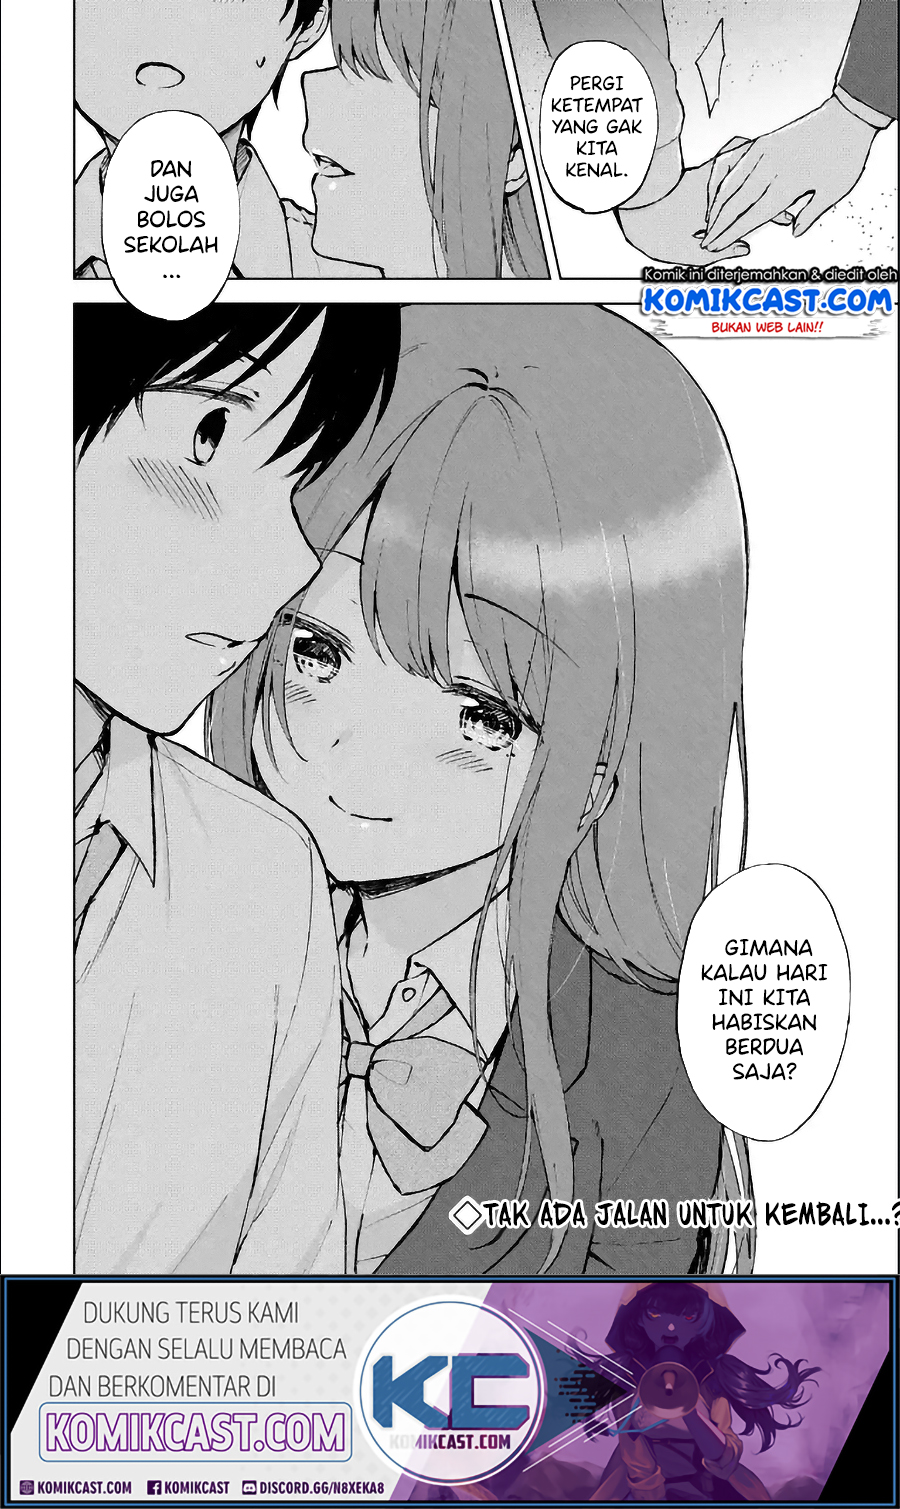 PERGI
KETEMPAT
YANG GAK
KITA
KENAL.
DAN
JUGA
BOLOS
SEKOLAH
...
Komik ini diterjemahkan & diedit oleh
KOMIKCAST.COM
BUKAN WEB LAIN!!
GIMANA
KALAU HARI
INI KITA
HABISKAN
BERDUA
SAJA?
TAK ADA JALAN UNTUK KEMBALI...?
DUKUNG TERUS KAMI
DENGAN SELALU MEMBACA
DAN BERKOMENTAR DI
KOMIKCAST.COM
KOMIKCAST.COM
KOMIKCAST
DISCORD.GG/N8XEKA8
KC
KOMIKCAST.COM